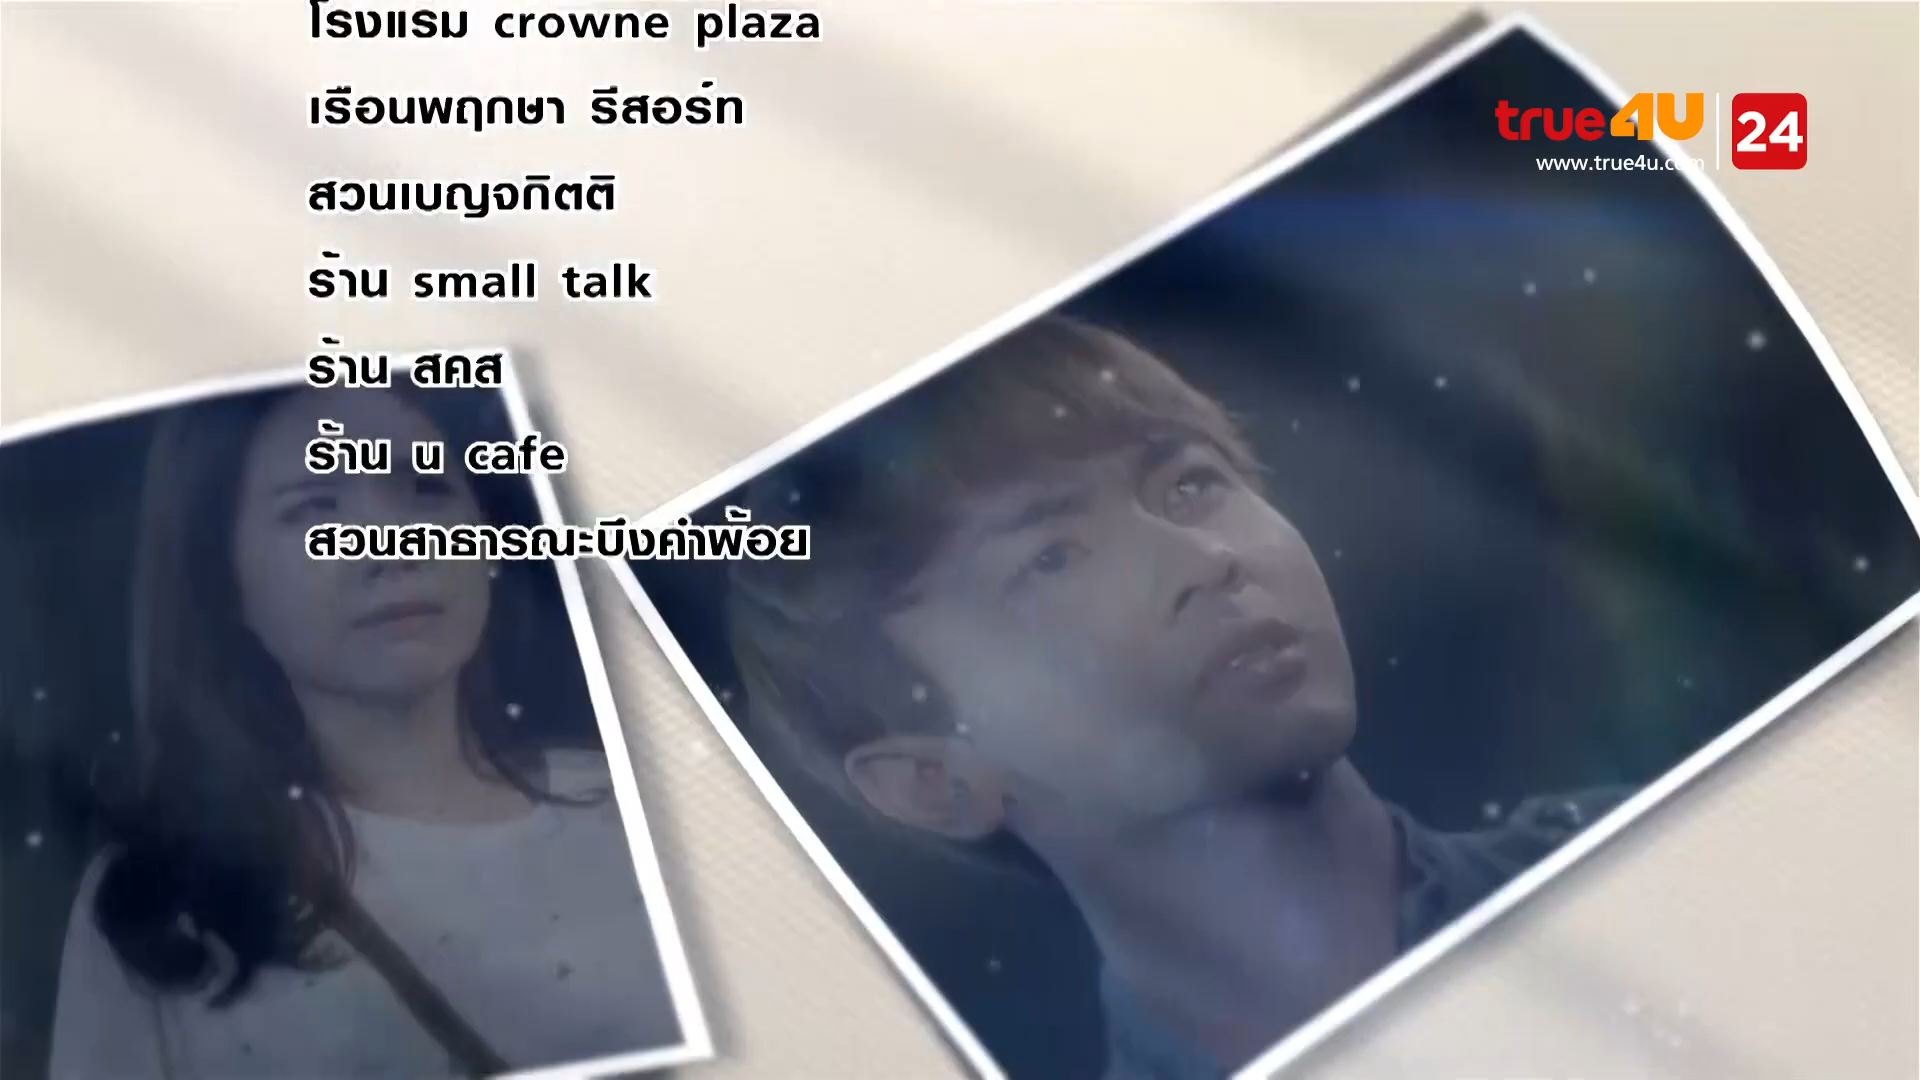 โรงแรม crowne plaza
เรือนพฤกษา รีสอร์ท
สวนเบญจกิตติ
ร้าน small talk
ร้าน สคส
ร้าน u cafe
สวนสาธารณะบึงคำพ้อย
true4U 24
www.true4u.com